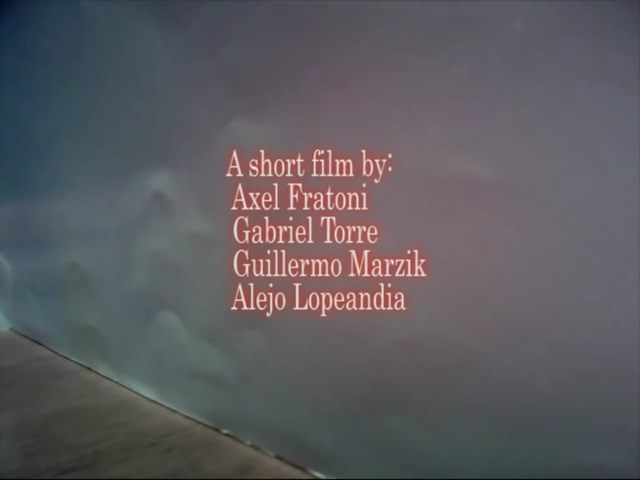 A short film by:
Axel Fratoni
Gabriel Torre
Guillermo Marzik
Alejo Lopeandia